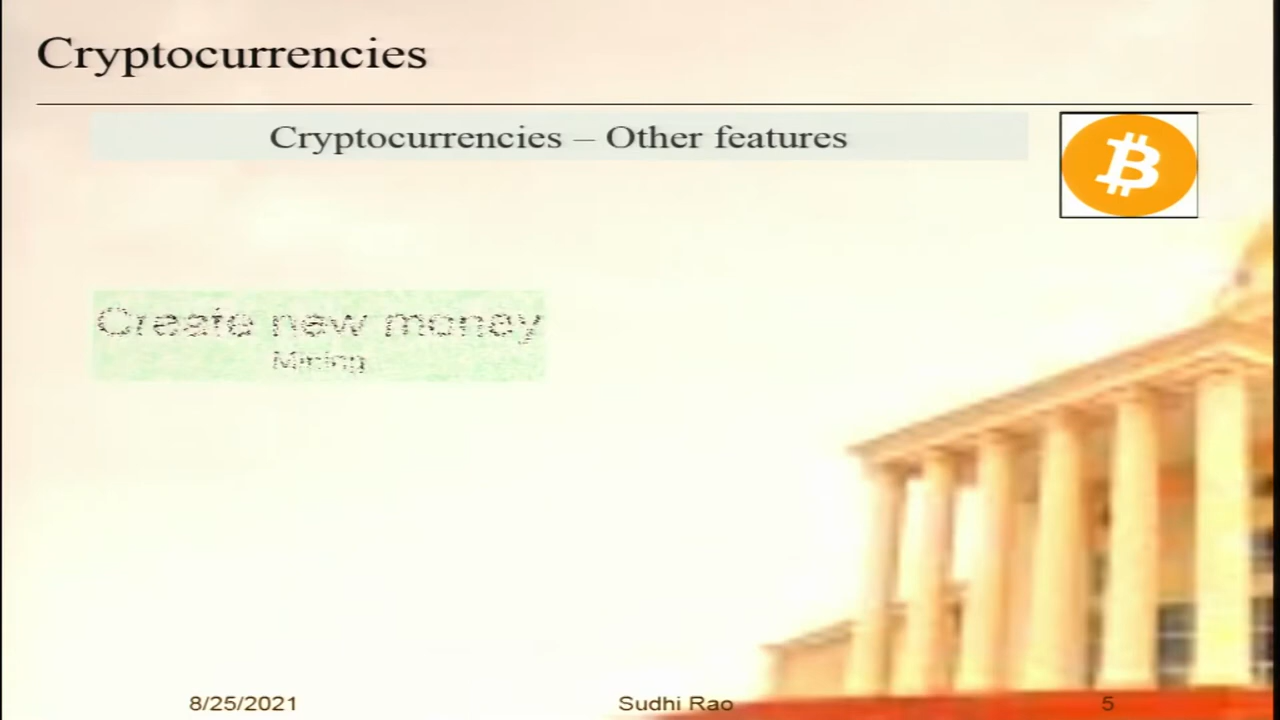 Cryptocurrencies
Cryptocurrencies – Other features
Create new money
Mining
8/25/2021
Sudhi Rao
5